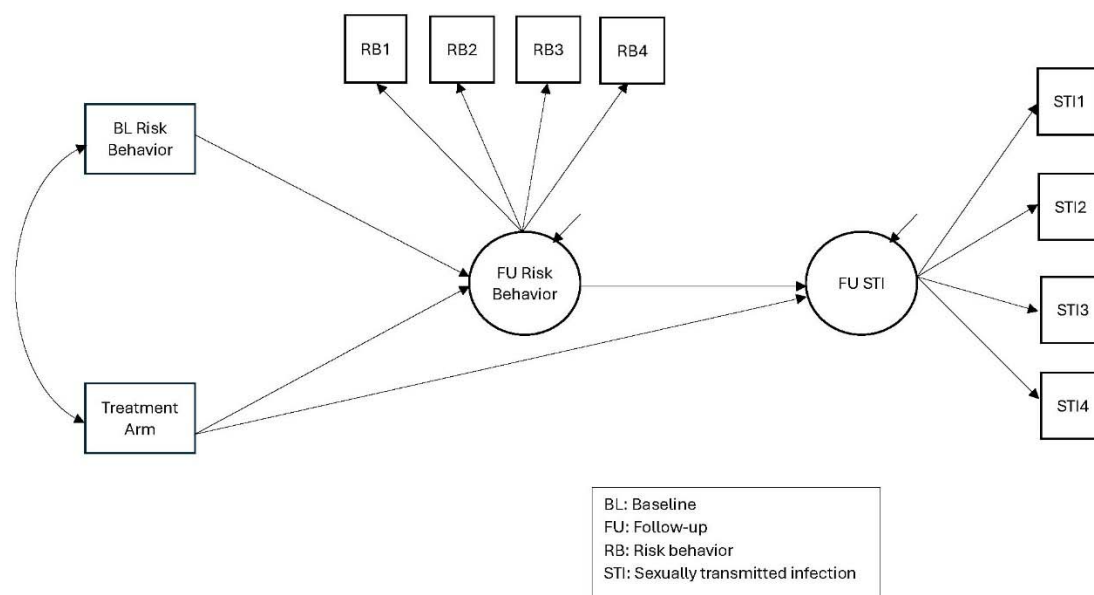 RB1
RB2
RB3
RB4
BL Risk
Behavior
FU Risk
Behavior
FU STI
STI1
STI2
STI3
STI4
Treatment
Arm
BL: Baseline
FU: Follow-up
RB: Risk behavior
STI: Sexually transmitted infection